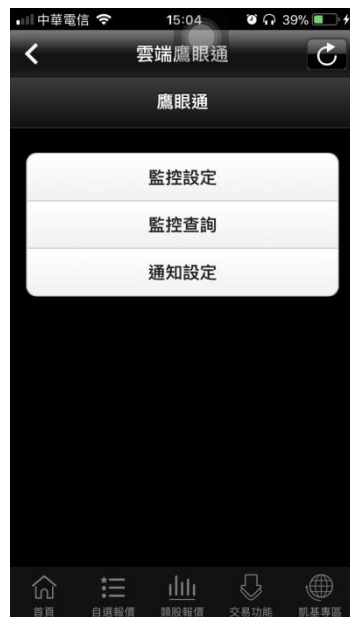 中華電信 15:04 39%
雲端鷹眼通
鷹眼通
監控設定
監控查詢
通知設定
首頁 自選報價 類股報價 交易功能 凱基專區